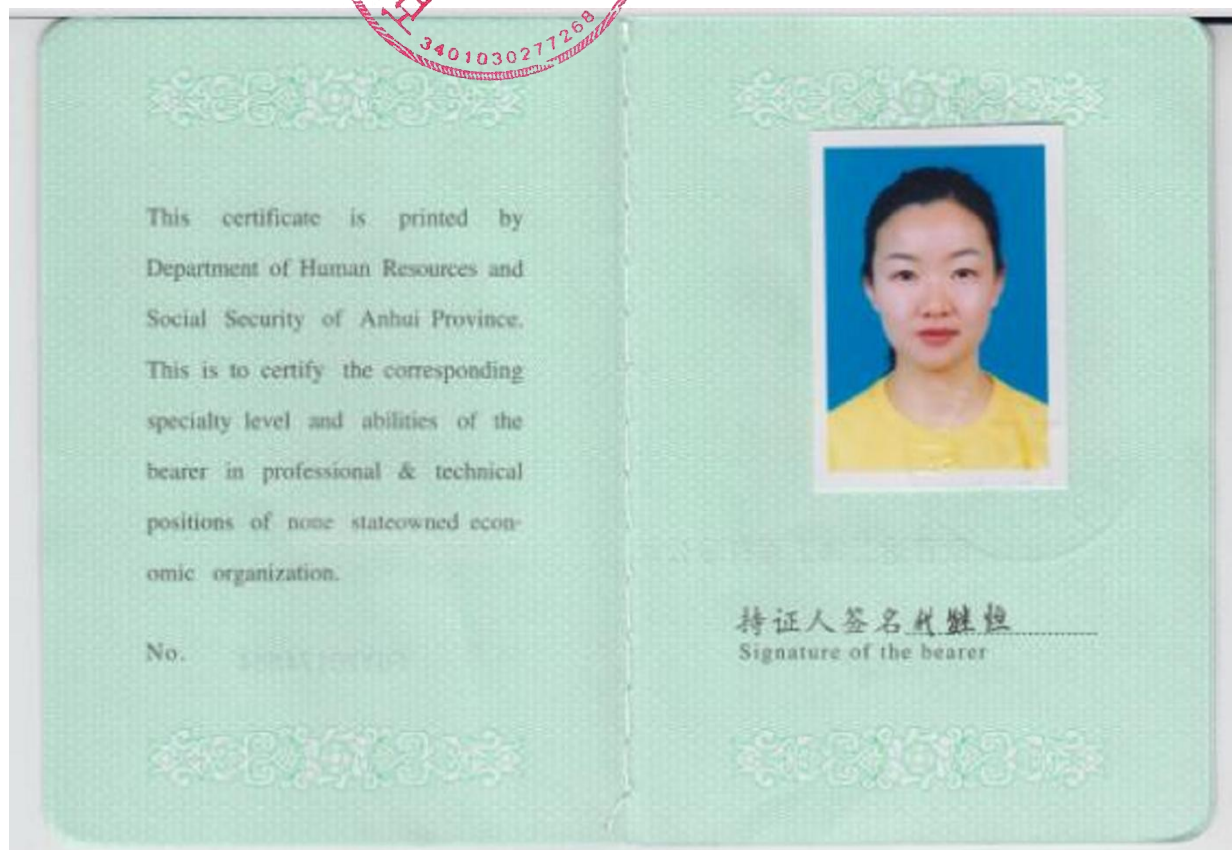 3401030277268
This certificate is printed by
Department of Human Resources and
Social Security of Anhui Province.
This is to certify the corresponding
specialty level and abilities of the
bearer in professional & technical
positions of none stateowned econ-
omic organization.
No.
持证人签名
Signature of the bearer